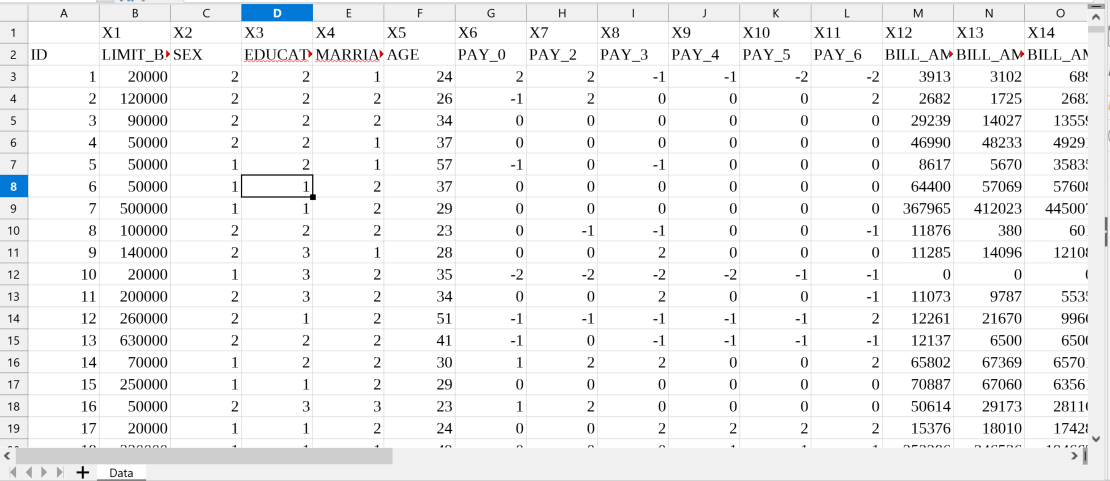 A B C D E F G H I J K L M N O
1 X1 X2 X3 X4 X5 X6 X7 X8 X9 X10 X11 X12 X13 X14
2 ID LIMIT_B SEX EDUCAT MARRIA AGE PAY_0 PAY_2 PAY_3 PAY_4 PAY_5 PAY_6 BILL_AM BILL_AM BILL_AM
3 1 20000 2 2 1 24 2 2 -1 -1 -2 -2 3913 3102 689
4 2 120000 2 2 2 26 -1 2 0 0 0 2 2682 1725 2682
5 3 90000 2 2 2 34 0 0 0 0 0 0 29239 14027 13559
6 4 50000 2 2 1 37 0 0 0 0 0 0 46990 48233 49291
7 5 50000 1 2 1 57 -1 0 -1 0 0 0 8617 5670 35835
8 6 50000 1 1 2 37 0 0 0 0 0 0 64400 57069 57608
9 7 500000 1 1 2 29 0 0 0 0 0 0 367965 412023 445007
10 8 100000 2 2 2 23 0 -1 -1 0 0 -1 11876 380 601
11 9 140000 2 3 1 28 0 0 2 0 0 0 11285 14096 12108
12 10 20000 1 3 2 35 -2 -2 -2 -2 -1 -1 0 0 0
13 11 200000 2 3 2 34 0 0 2 0 0 -1 11073 9787 5535
14 12 260000 2 1 2 51 -1 -1 -1 -1 -1 2 12261 21670 9966
15 13 630000 2 2 2 41 -1 0 -1 -1 -1 -1 12137 6500 6500
16 14 70000 1 2 2 30 1 2 2 0 0 2 65802 67369 65701
17 15 250000 1 1 2 29 0 0 0 0 0 0 70887 67060 63561
18 16 50000 2 3 3 23 1 2 0 0 0 0 50614 29173 28116
19 17 20000 1 1 2 24 0 0 2 2 2 2 15376 18010 17428
Data